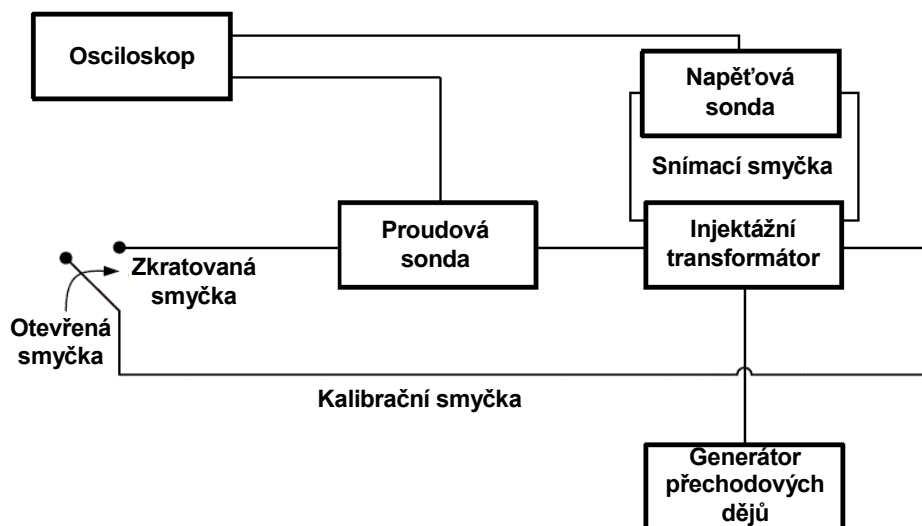 Osciloskop
Napěťová
sonda
Snímací smyčka
Proudová
sonda
Injektážní
transformátor
Zkratovaná
smyčka
Otevřená
smyčka
Kalibrační smyčka
Generátor
přechodových
dějů